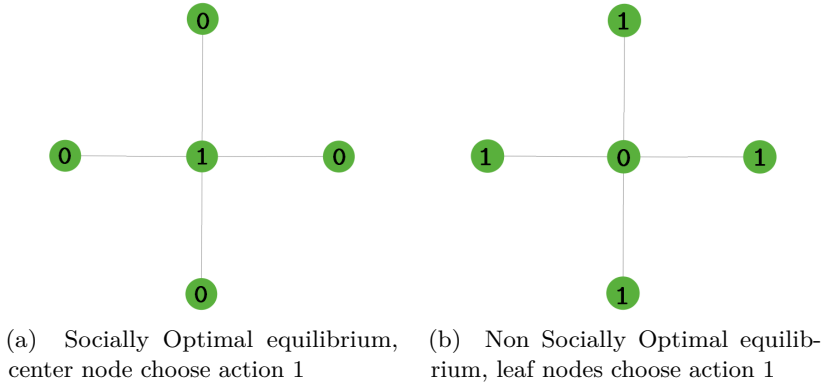 0
0 1 0
0
(a) Socially Optimal equilibrium,
center node choose action 1
1
1 0 1
1
(b) Non Socially Optimal equilib-
rium, leaf nodes choose action 1